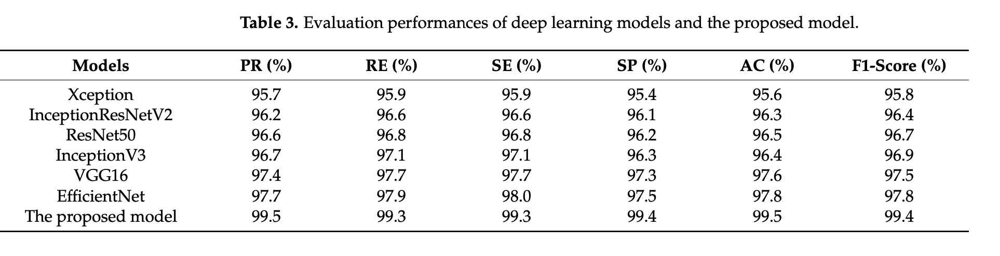 Table 3. Evaluation performances of deep learning models and the proposed model.
Models PR (%) RE (%) SE (%) SP (%) AC (%) F1-Score (%)
Xception 95.7 95.9 95.9 95.4 95.6 95.8
InceptionResNetV2 96.2 96.6 96.6 96.1 96.3 96.4
ResNet50 96.6 96.8 96.8 96.2 96.5 96.7
InceptionV3 96.7 97.1 97.1 96.3 96.4 96.9
VGG16 97.4 97.7 97.7 97.3 97.6 97.5
EfficientNet 97.7 97.9 98.0 97.5 97.8 97.8
The proposed model 99.5 99.3 99.3 99.4 99.5 99.4